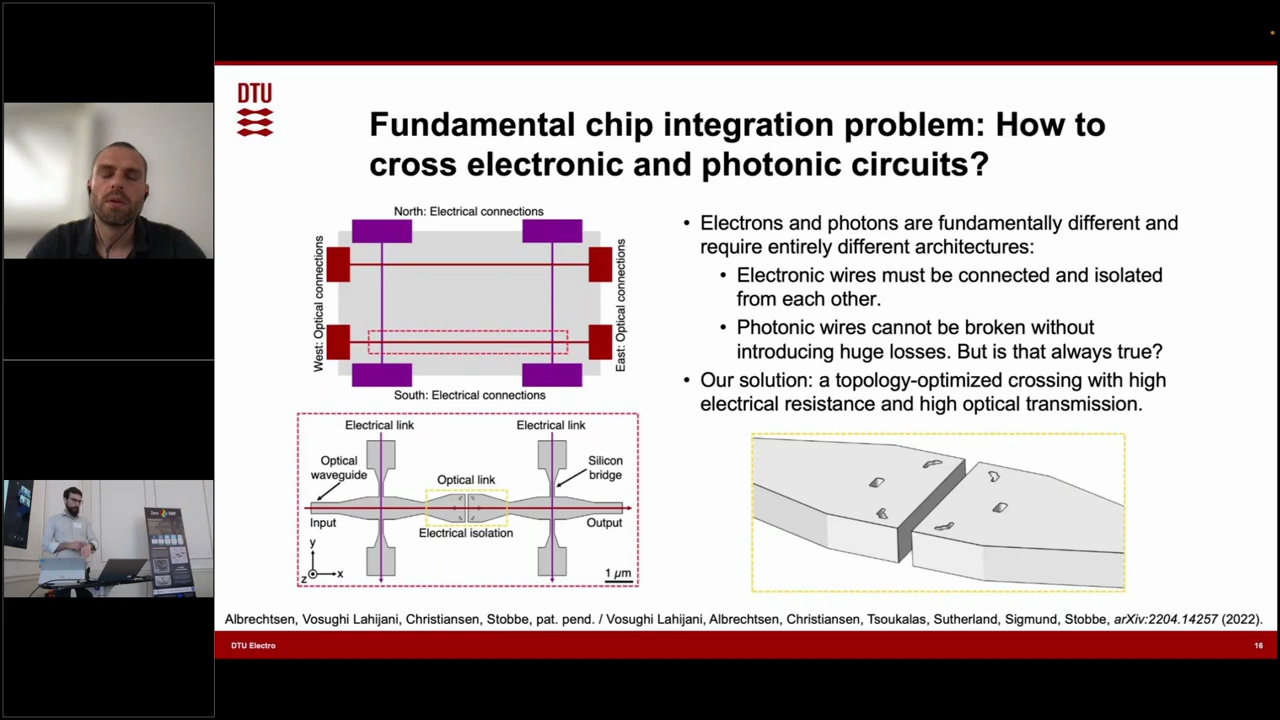 DTU
Fundamental chip integration problem: How to
cross electronic and photonic circuits?
North: Electrical connections
West: Optical connections
East: Optical connections
South: Electrical connections
Electrical link
Electrical link
Optical
waveguide
Optical link
Silicon
bridge
Input
Output
Electrical isolation
y
z
x
1 µm
• Electrons and photons are fundamentally different and
require entirely different architectures:
• Electronic wires must be connected and isolated
from each other.
• Photonic wires cannot be broken without
introducing huge losses. But is that always true?
• Our solution: a topology-optimized crossing with high
electrical resistance and high optical transmission.
Albrechtsen, Vosughi Lahijani, Christiansen, Stobbe, pat. pend. / Vosughi Lahijani, Albrechtsen, Christiansen, Tsoukalas, Sutherland, Sigmund, Stobbe, arXiv:2204.14257 (2022).
DTU Electro
16